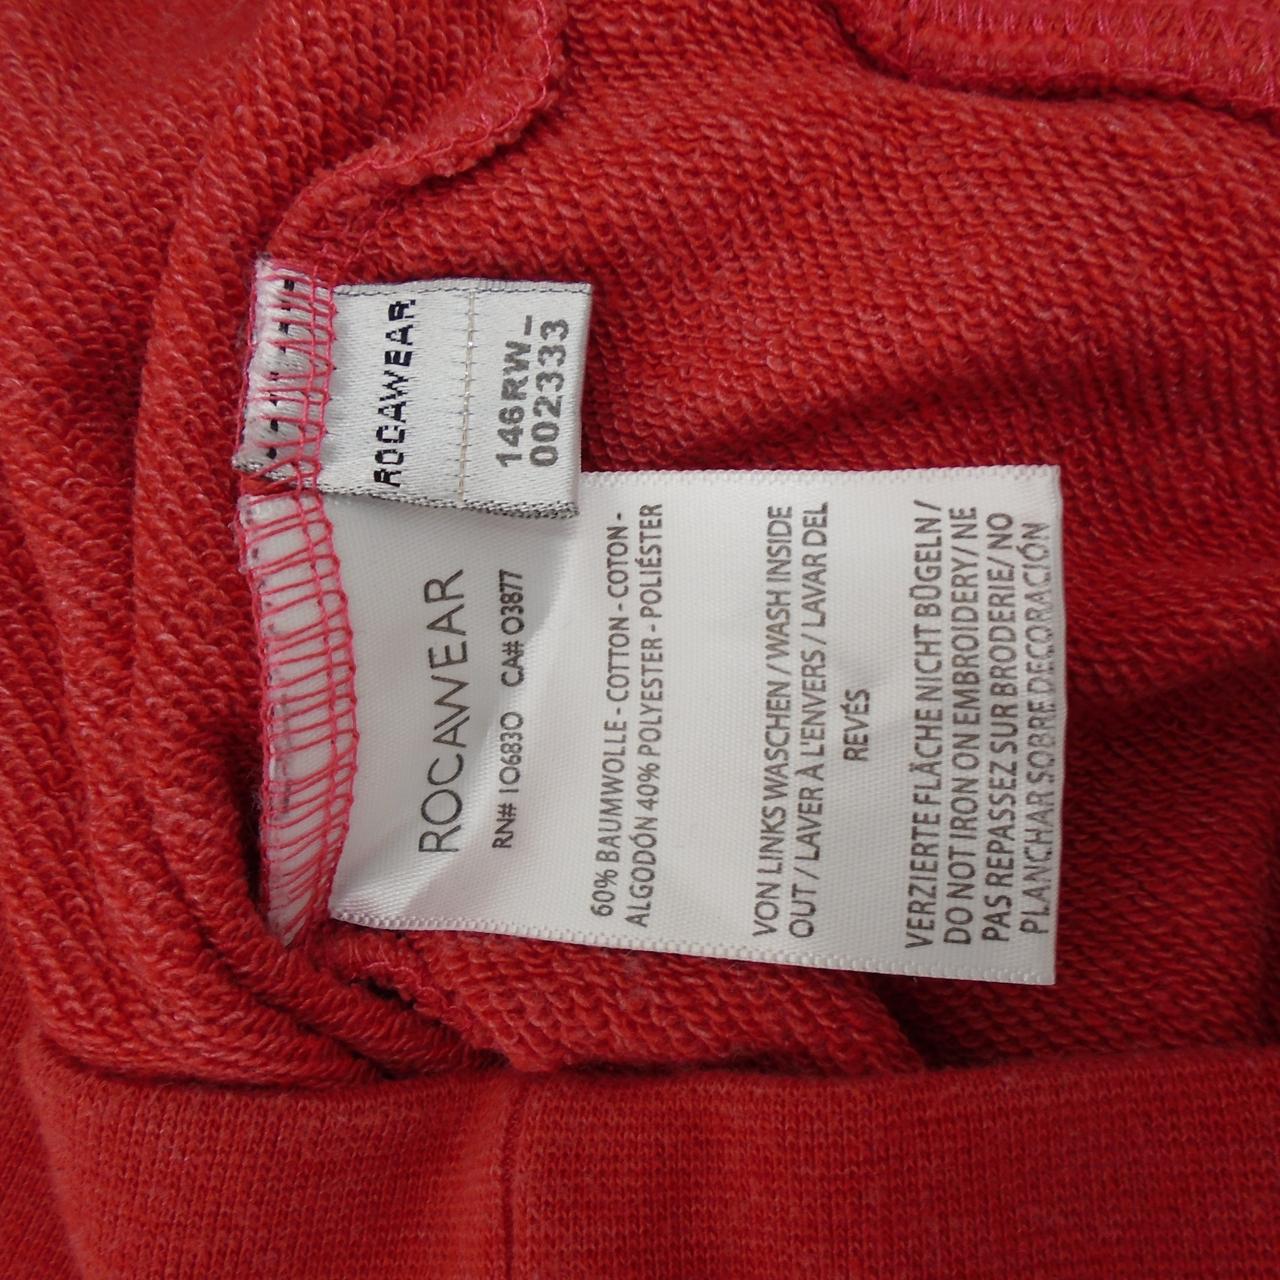 ROCAWEAR
146RW_
002333
ROCAWEAR
RN# 106830 CA# 03877
60% BAUMWOLLE - COTTON - COTON -
ALGODÓN 40% POLYESTER - POLIÉSTER
VON LINKS WASCHEN / WASH INSIDE
OUT / LAVER À L'ENVERS / LAVAR DEL
REVÉS
VERZIERTE FLÄCHE NICHT BÜGELN /
DO NOT IRON ON EMBROIDERY / NE
PAS REPASSEZ SUR BRODERIE / NO
PLANCHAR SOBRE DECORACIÓN